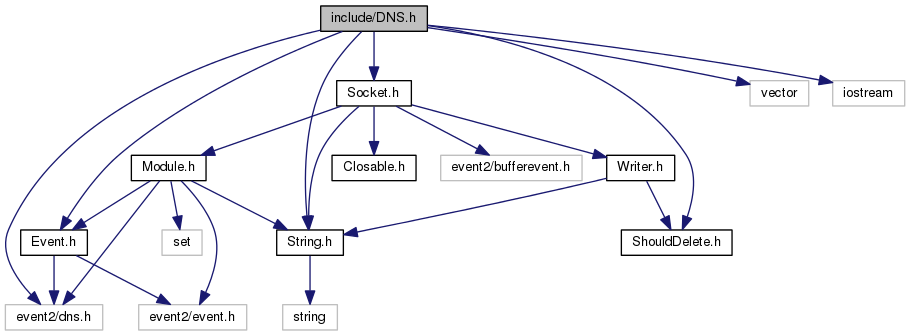 include/DNS.h
Socket.h
vector
iostream
Module.h
Closable.h
event2/bufferevent.h
Writer.h
Event.h
set
String.h
ShouldDelete.h
event2/dns.h
event2/event.h
string